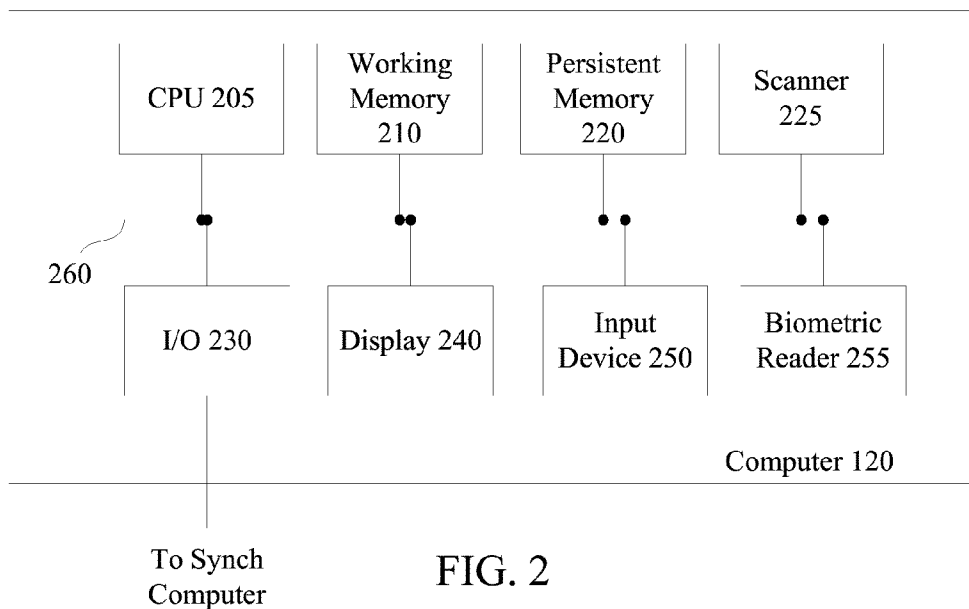 CPU 205
Working
Memory
210
Persistent
Memory
220
Scanner
225
260
I/O 230
Display 240
Input
Device 250
Biometric
Reader 255
Computer 120
To Synch
Computer
FIG. 2